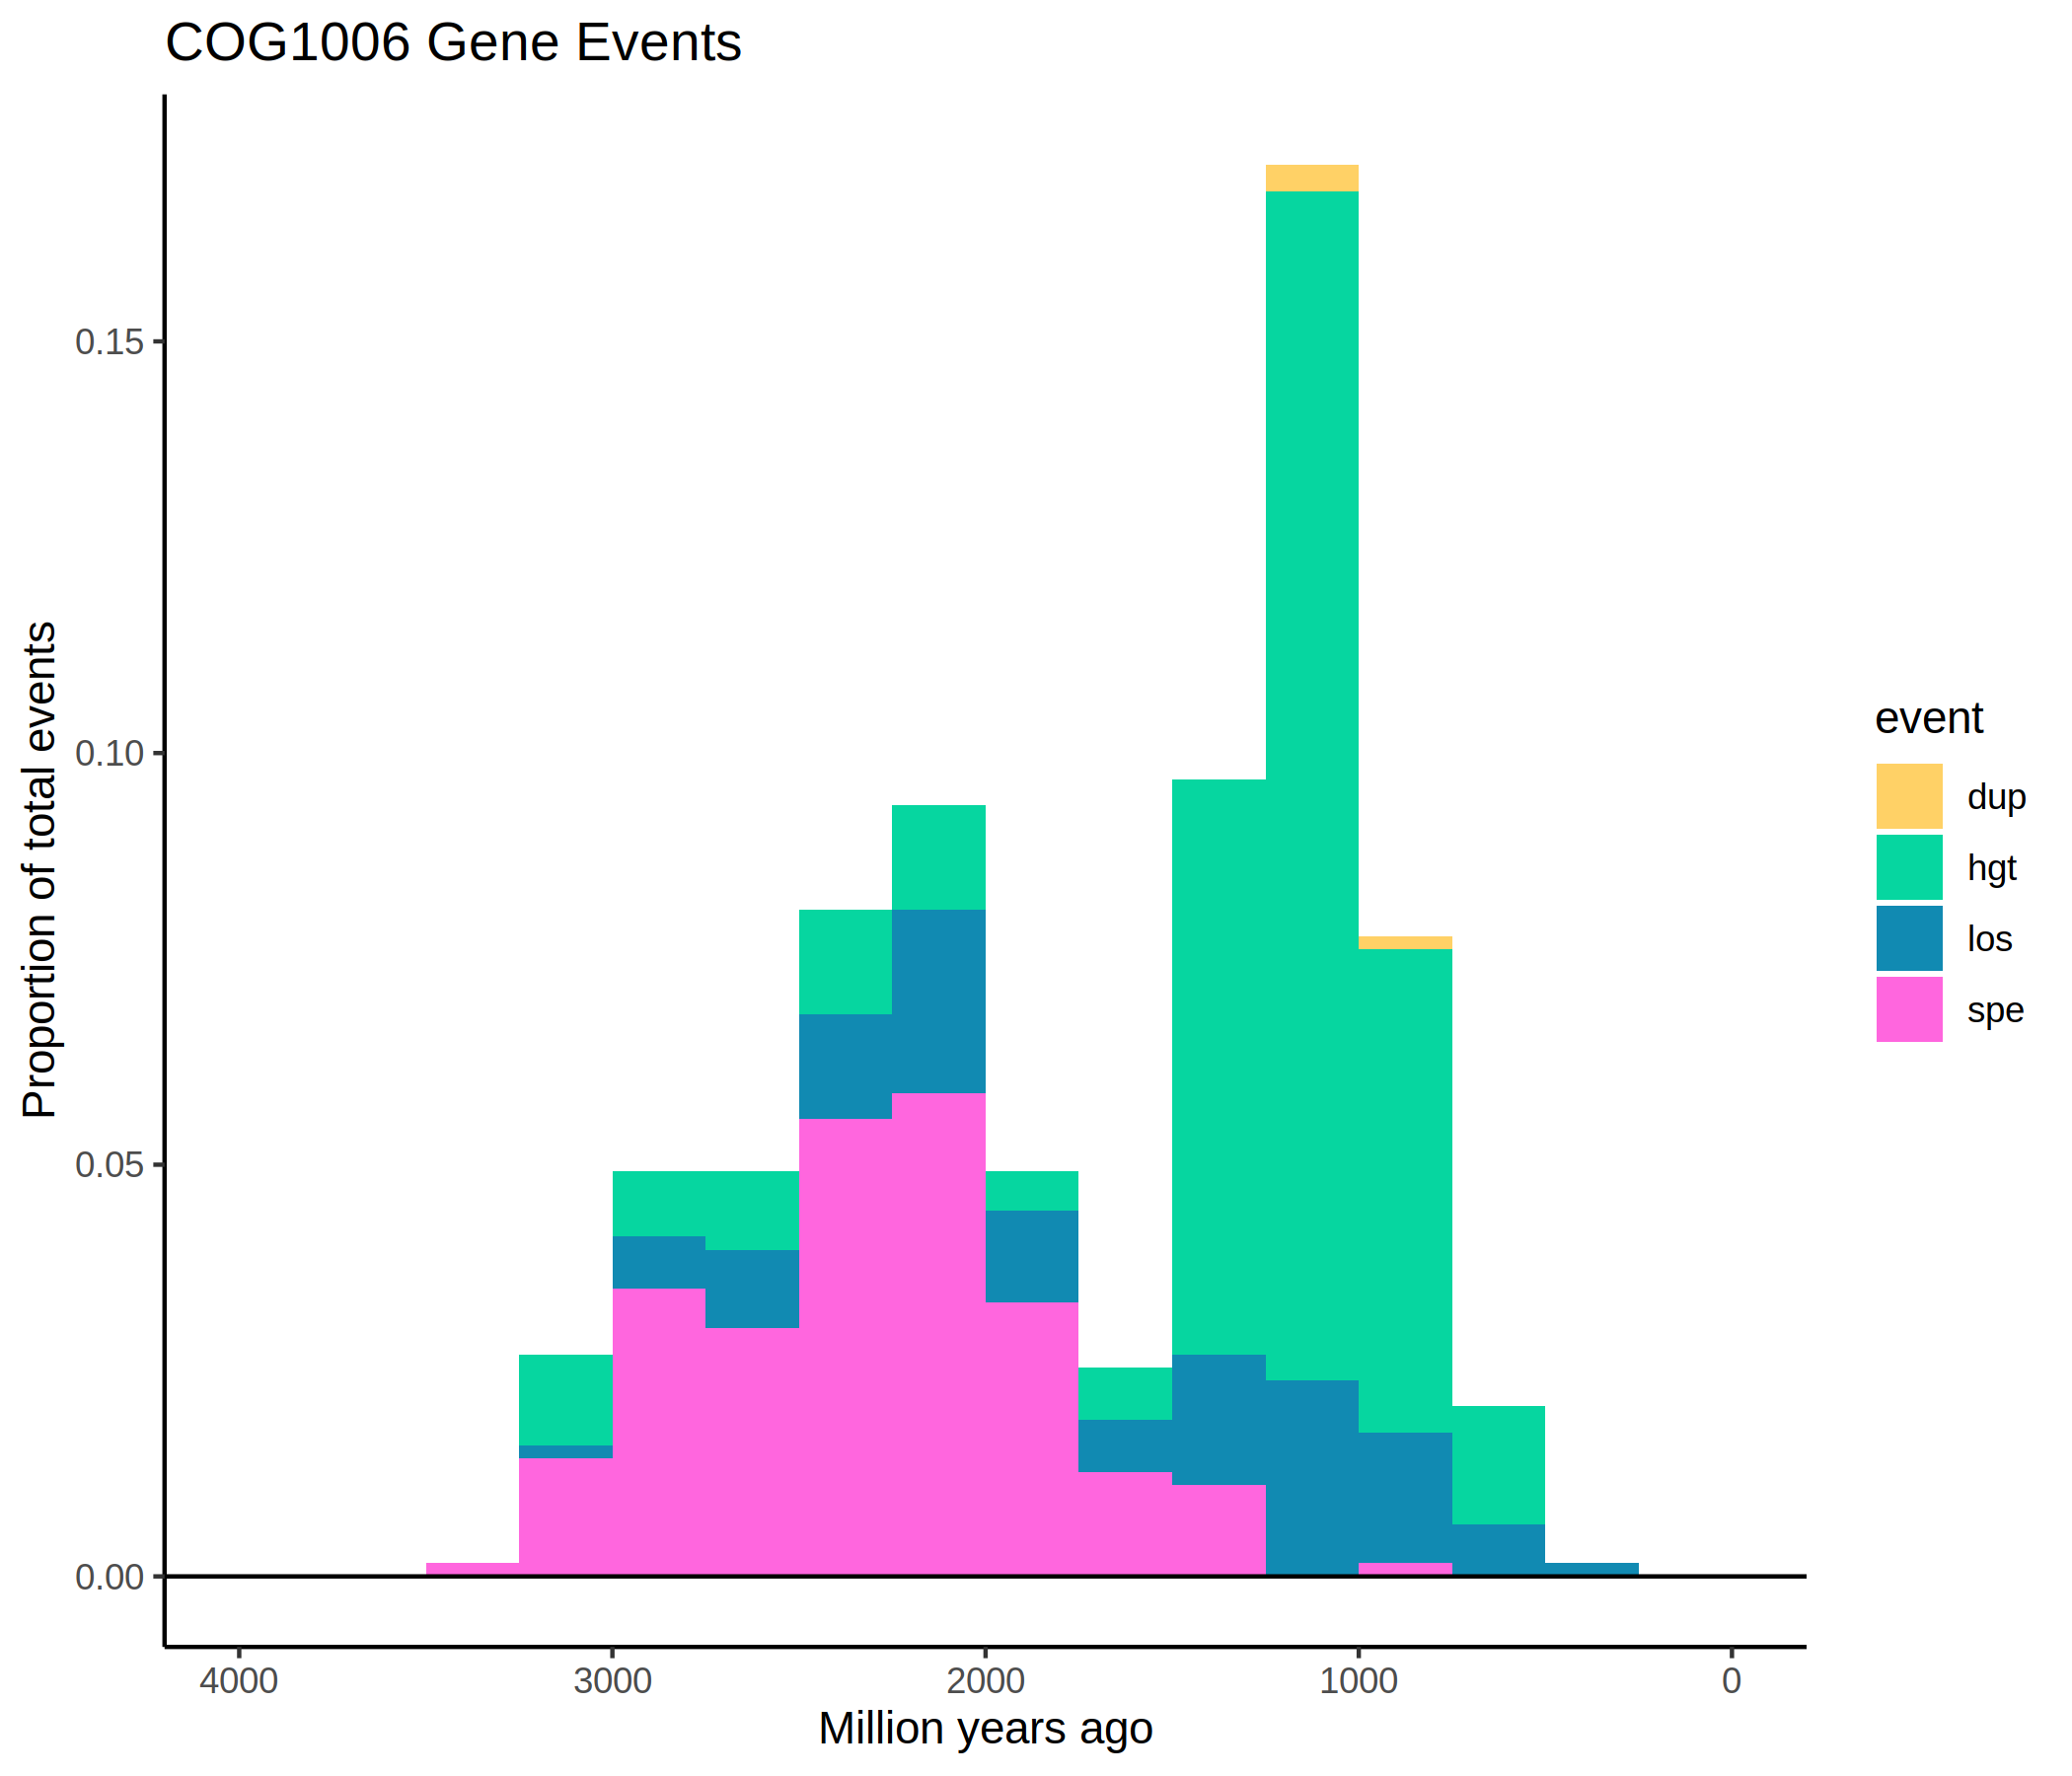 COG1006 Gene Events
Proportion of total events
0.15
0.10
0.05
0.00
4000 3000 2000 1000 0
Million years ago
event
dup
hgt
los
spe